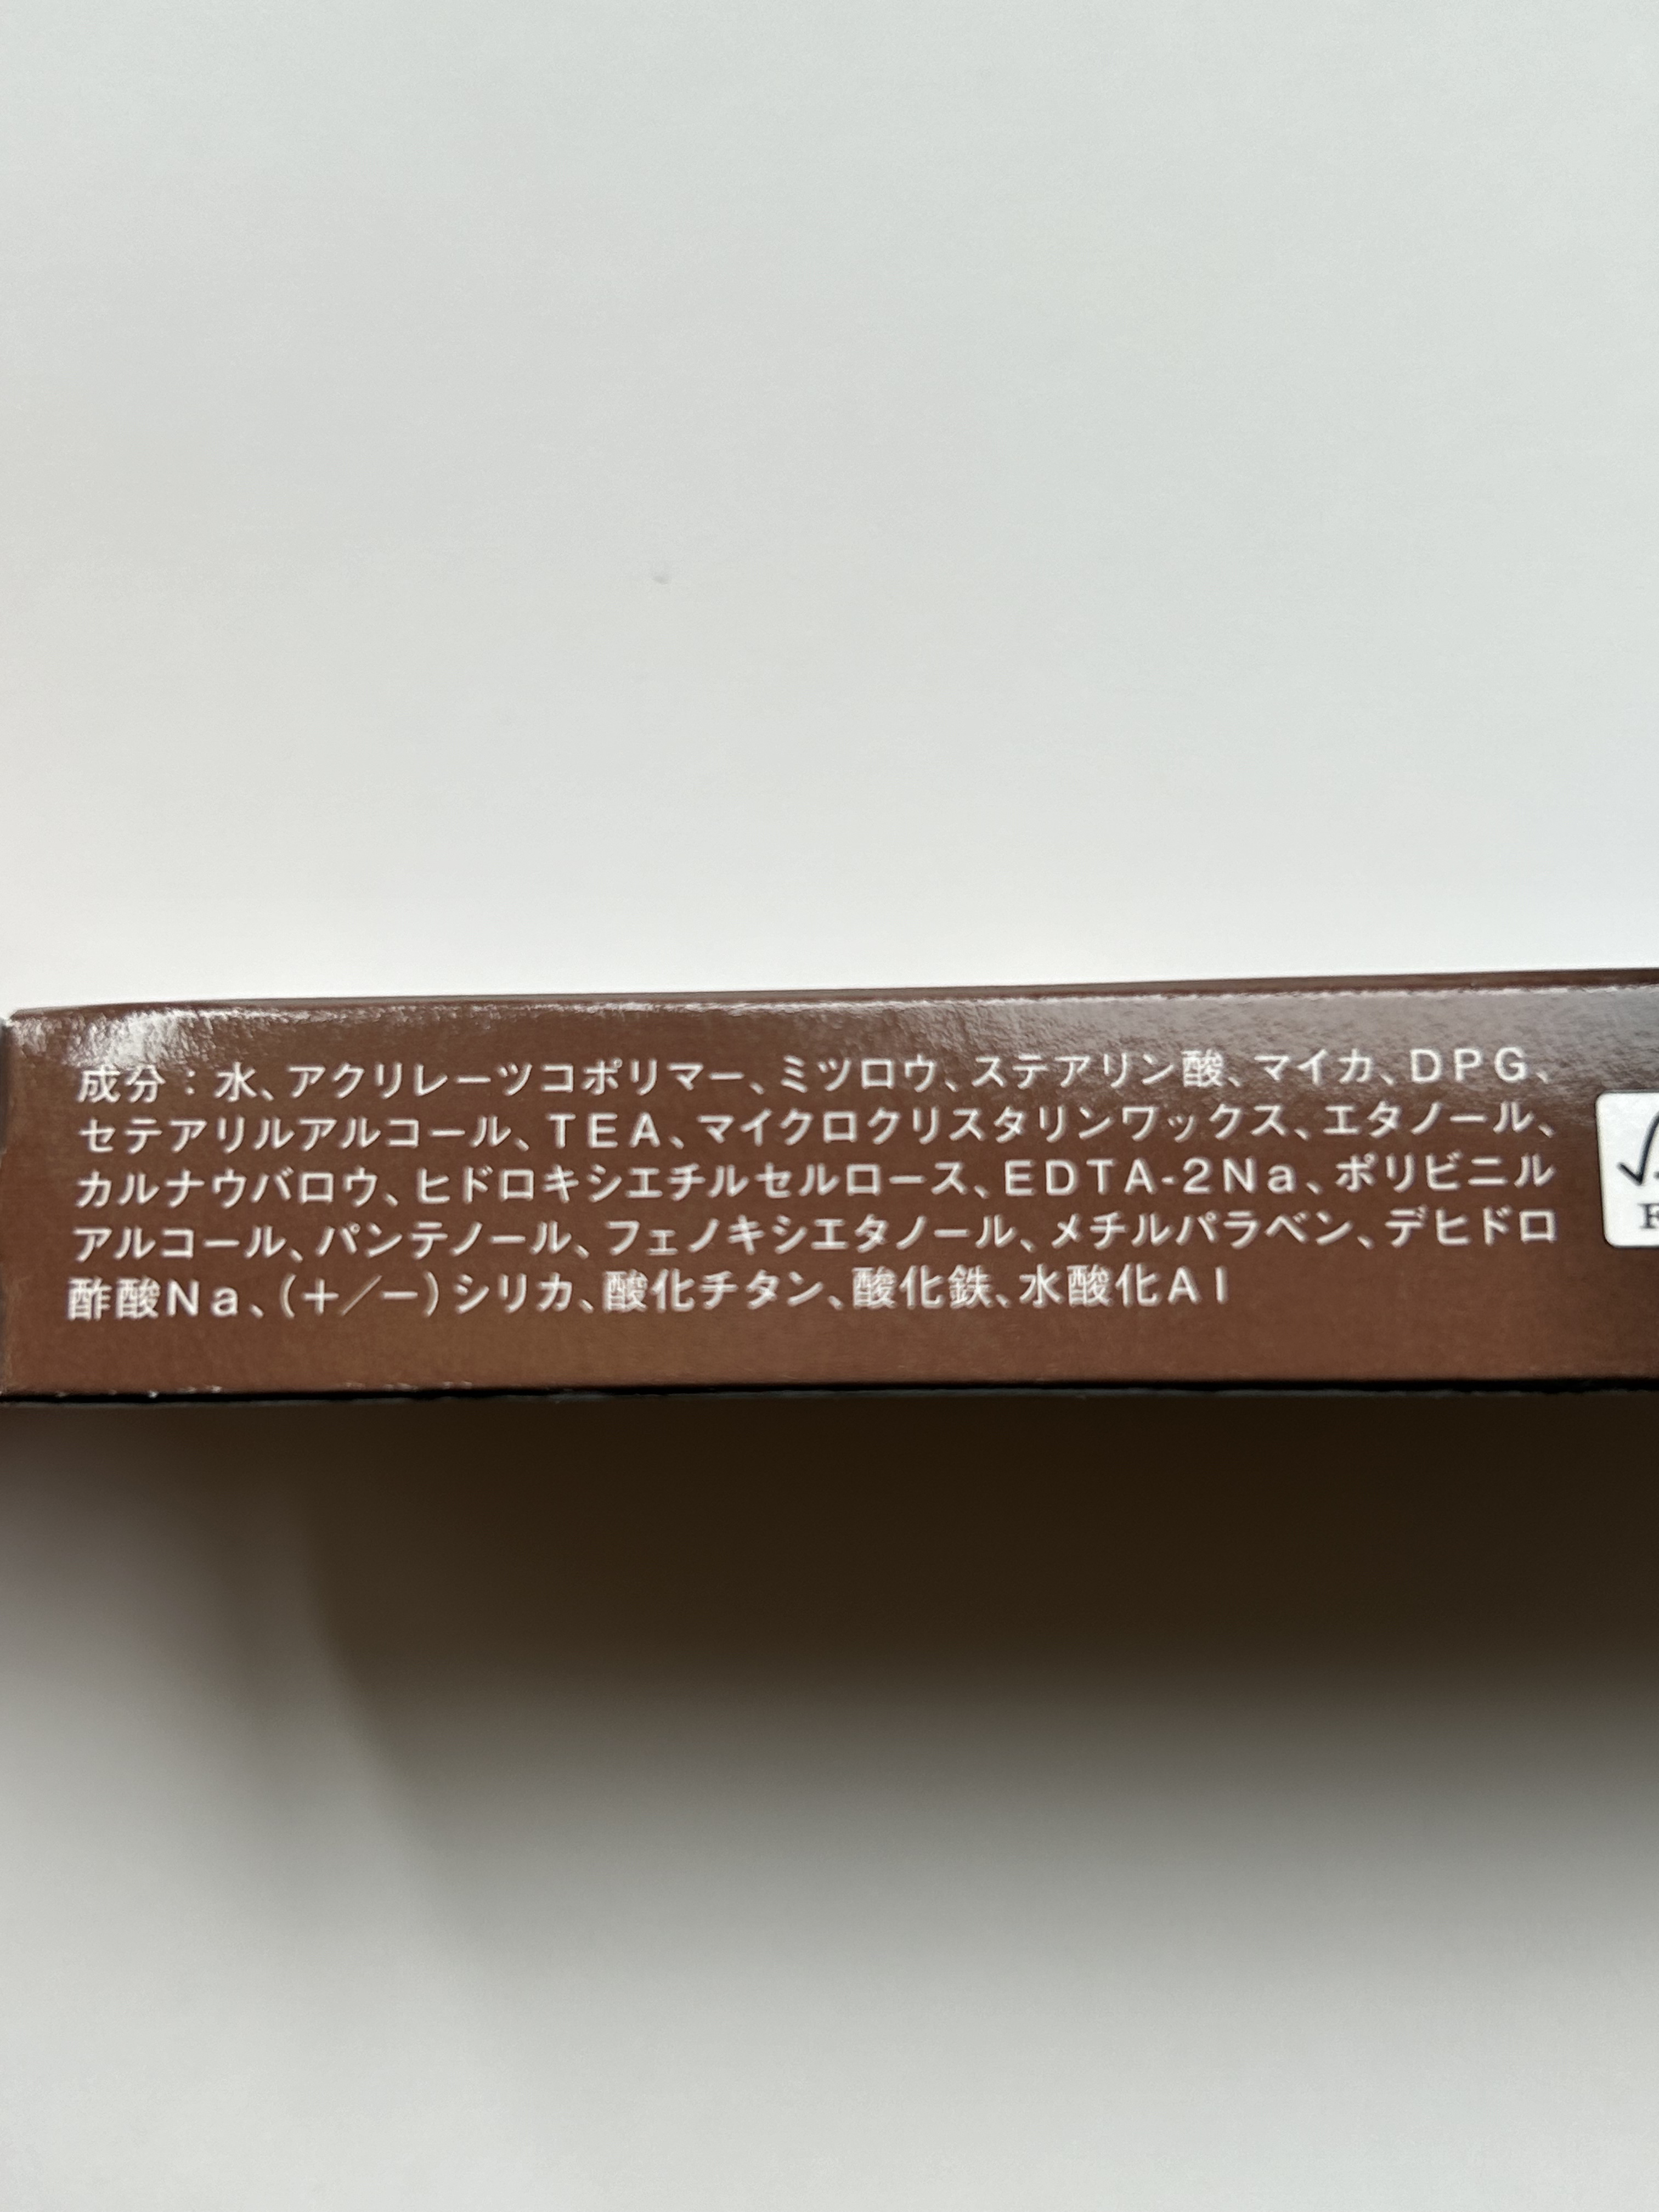 成分：水、アクリレーツコポリマー、ミツロウ、ステアリン酸、マイカ、DPG、
セテアリルアルコール、TEA、マイクロクリスタリンワックス、エタノール、
カルナウバロウ、ヒドロキシエチルセルロース、EDTA-2Na、ポリビニル
アルコール、パンテノール、フェノキシエタノール、メチルパラベン、デヒドロ
酢酸Na、(＋／－)シリカ、酸化チタン、酸化鉄、水酸化Al